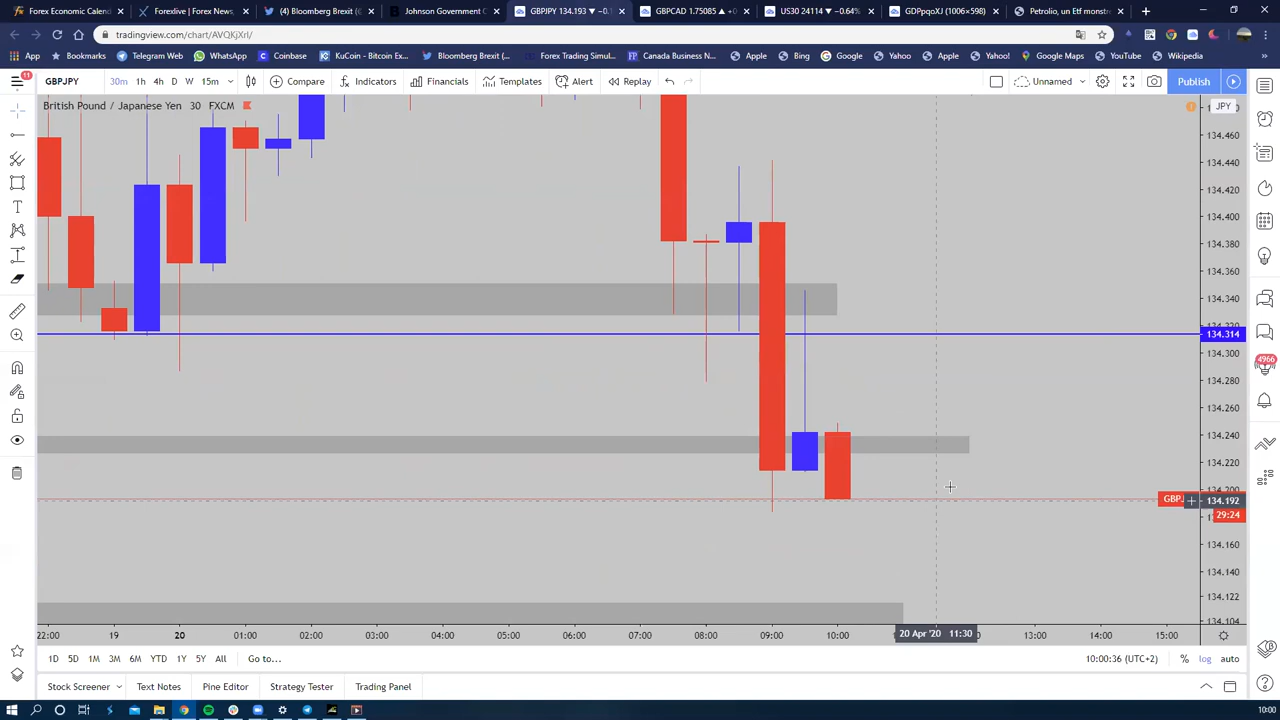 Forex Economic Calend
Forexlive | Forex News,
(4) Bloomberg Brexit (
Johnson Government C
GBPJPY 134.193 ▼ −0.
GBPCAD 1.75085 ▲ +0
US30 24114 ▼ −0.64%
GDPpqoXJ (1006×598)
Petrolio, un Etf monstr
tradingview.com/chart/AVQKjXrl/
App
Bookmarks
Telegram Web
WhatsApp
Coinbase
KuCoin - Bitcoin Ex...
Bloomberg Brexit (...
Forex Trading Simul...
Canada Business N...
Apple
Bing
Google
Yahoo
Apple
Yahoo!
Google Maps
YouTube
Wikipedia
11
GBPJPY
30m
1h
4h
D
W
15m
Compare
Indicators
Financials
Templates
Alert
Replay
Unnamed
Publish
British Pound / Japanese Yen 30 FXCM
JPY
134.460
134.440
134.420
134.400
134.380
134.360
134.340
134.314
134.300
134.280
134.260
134.240
134.220
134.192
29:24
134.160
134.140
134.122
134.104
4966
22:00
19
20
01:00
02:00
03:00
04:00
05:00
06:00
07:00
08:00
09:00
10:00
20 Apr '20 11:30
13:00
14:00
15:00
1D
5D
1M
3M
6M
YTD
1Y
5Y
All
Go to...
10:00:36 (UTC+2)
%
log
auto
Stock Screener
Text Notes
Pine Editor
Strategy Tester
Trading Panel
10:00